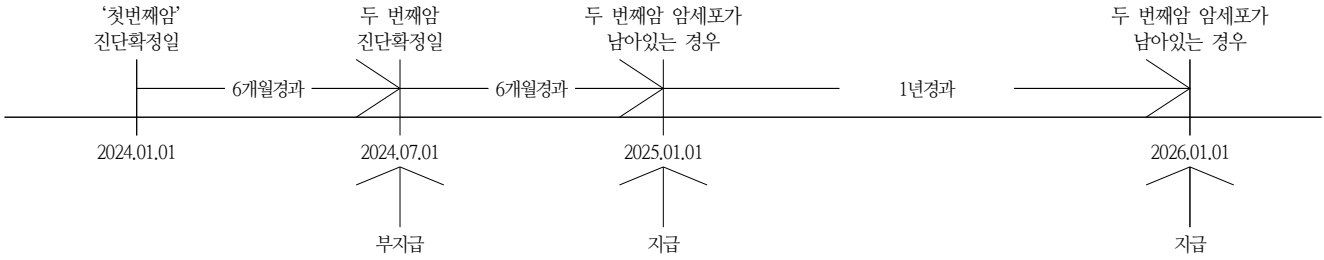 ‘첫번째암’
진단확정일
두 번째암
진단확정일
두 번째암 암세포가
남아있는 경우
두 번째암 암세포가
남아있는 경우
6개월경과
6개월경과
1년경과
2024.01.01
2024.07.01
2025.01.01
2026.01.01
부지급
지급
지급